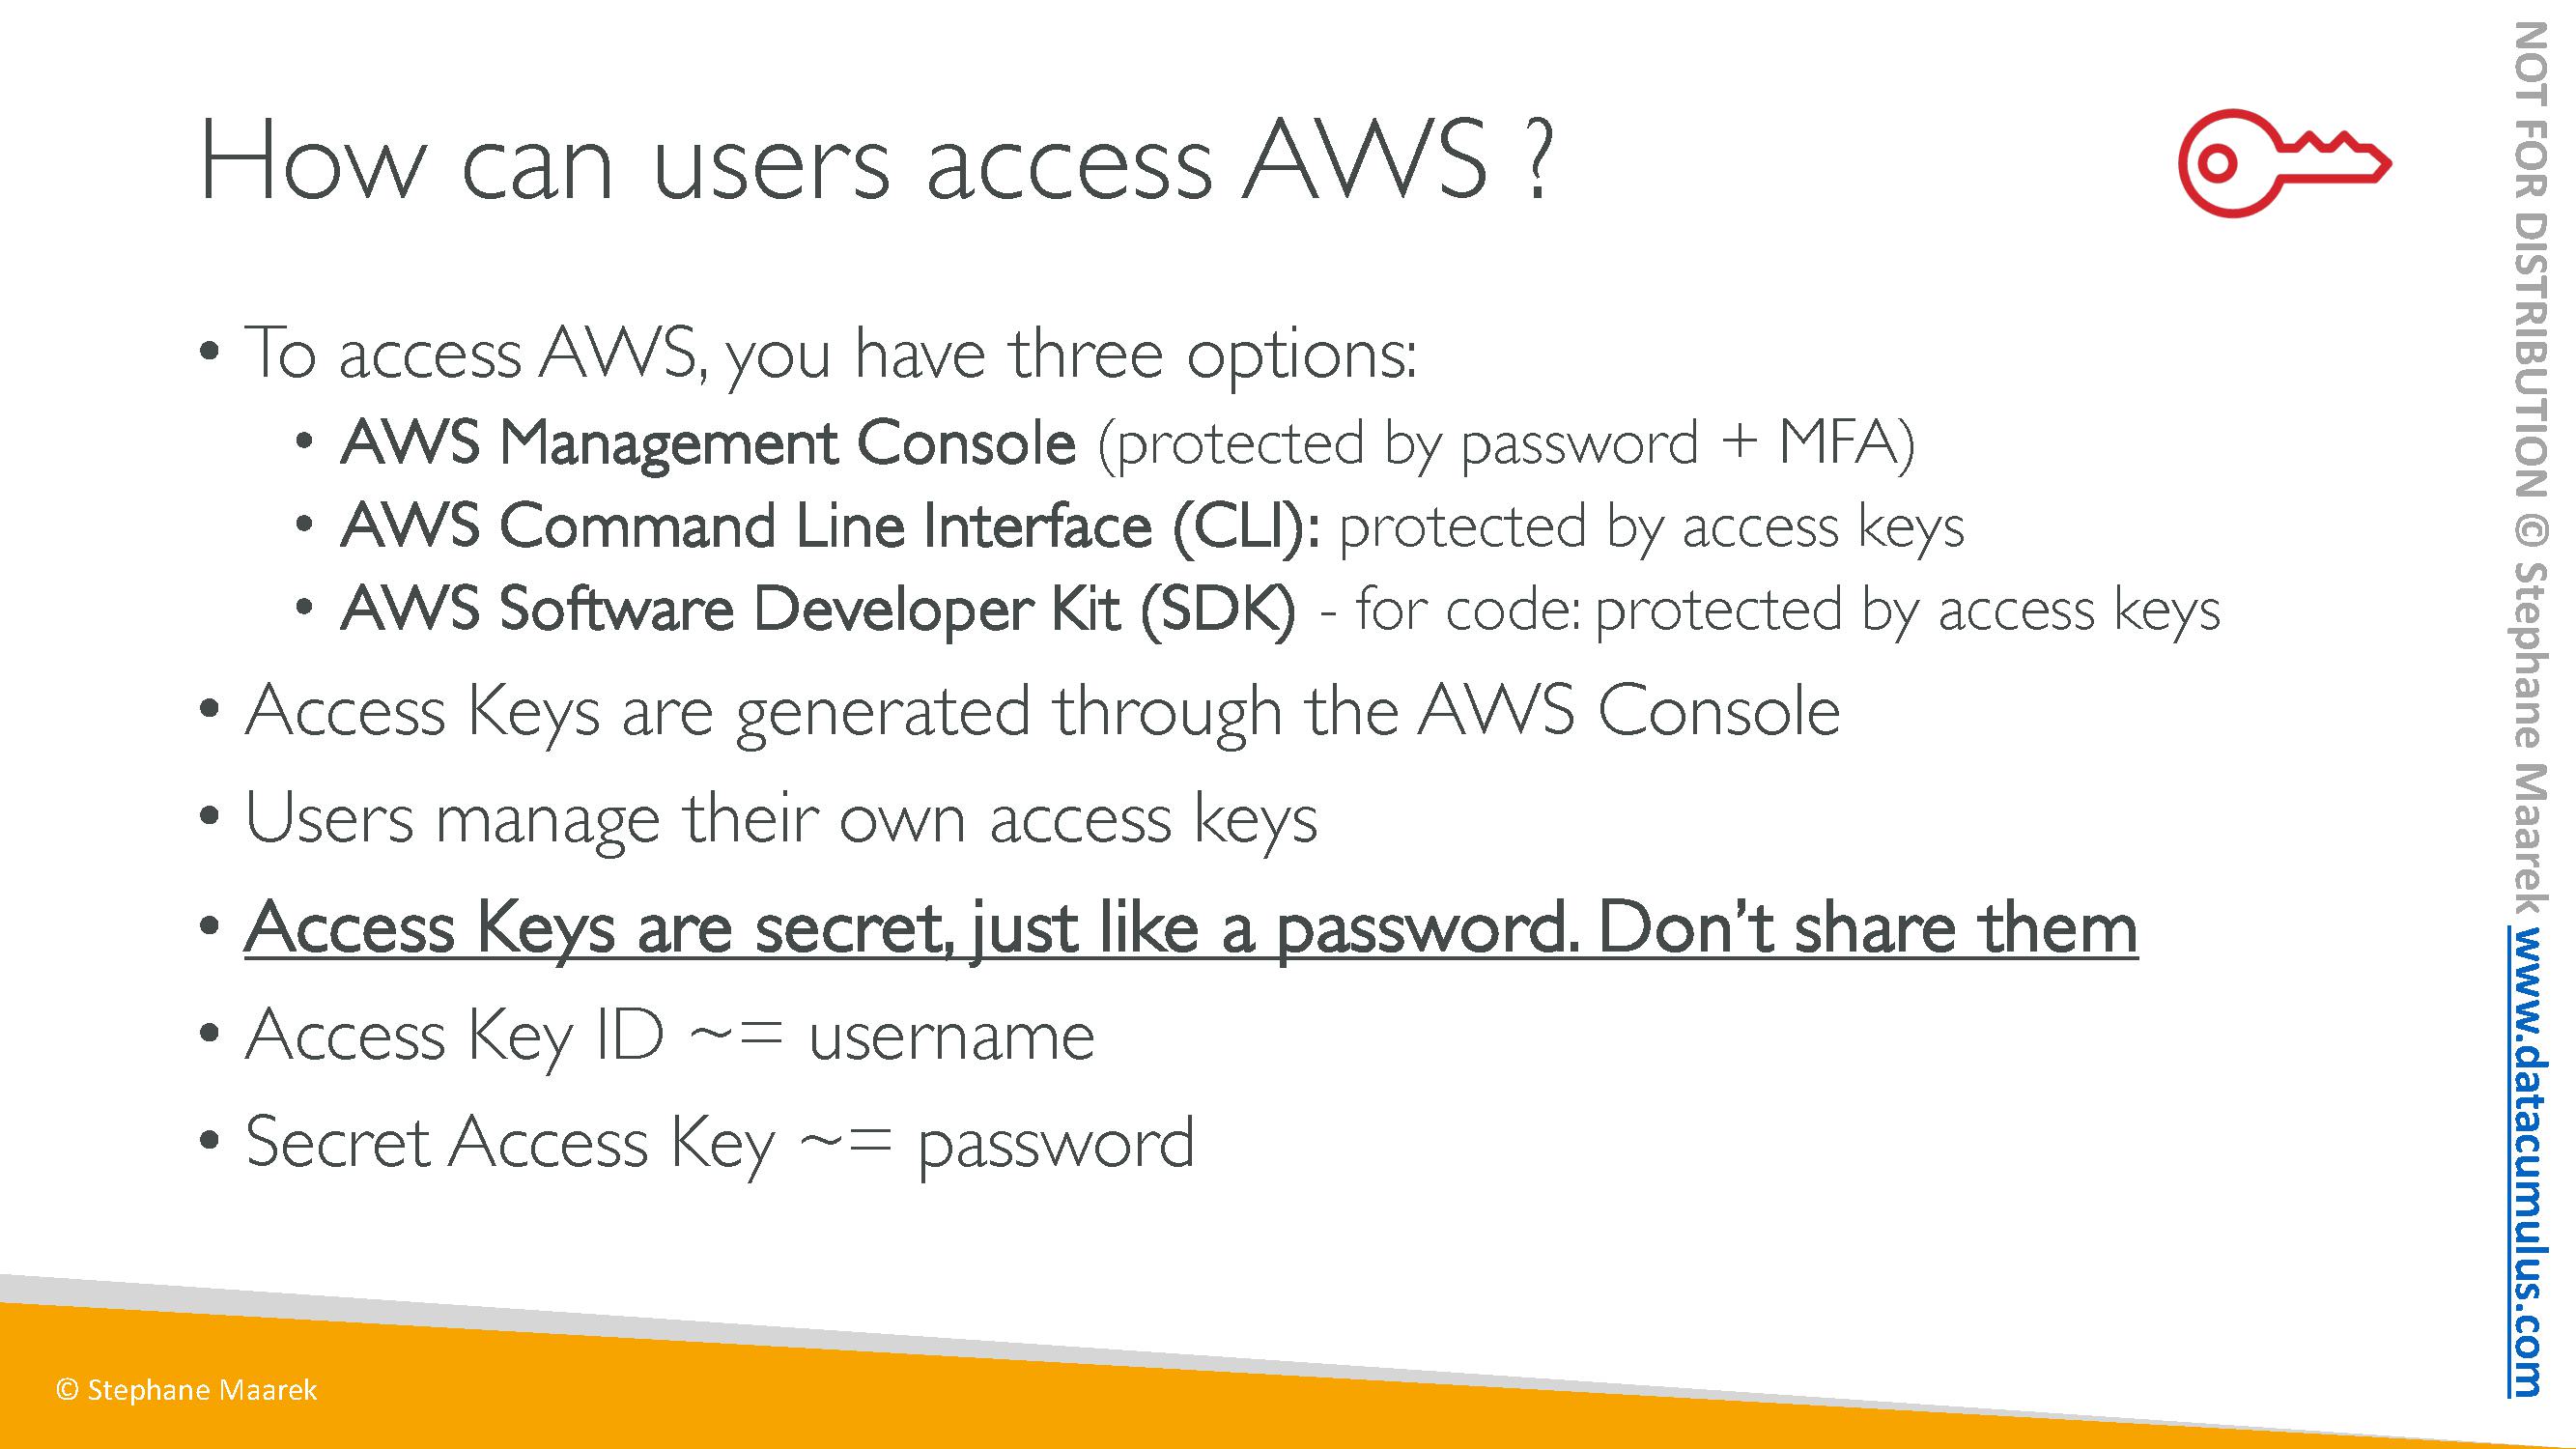 How can users access AWS ?
• To access AWS, you have three options:
• AWS Management Console (protected by password + MFA)
• AWS Command Line Interface (CLI): protected by access keys
• AWS Software Developer Kit (SDK) - for code: protected by access keys
• Access Keys are generated through the AWS Console
• Users manage their own access keys
• Access Keys are secret, just like a password. Don’t share them
• Access Key ID ~= username
• Secret Access Key ~= password
© Stephane Maarek
NOT FOR DISTRIBUTION © Stephane Maarek www.datacumulus.com